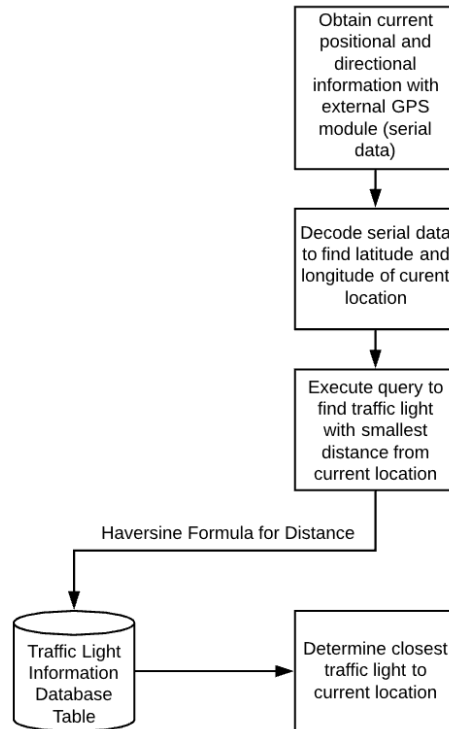 Obtain current
positional and
directional
information with
external GPS
module (serial
data)
Decode serial data
to find latitude and
longitude of curent
location
Execute query to
find traffic light
with smallest
distance from
current location
Haversine Formula for Distance
Traffic Light
Information
Database
Table
Determine closest
traffic light to
current location